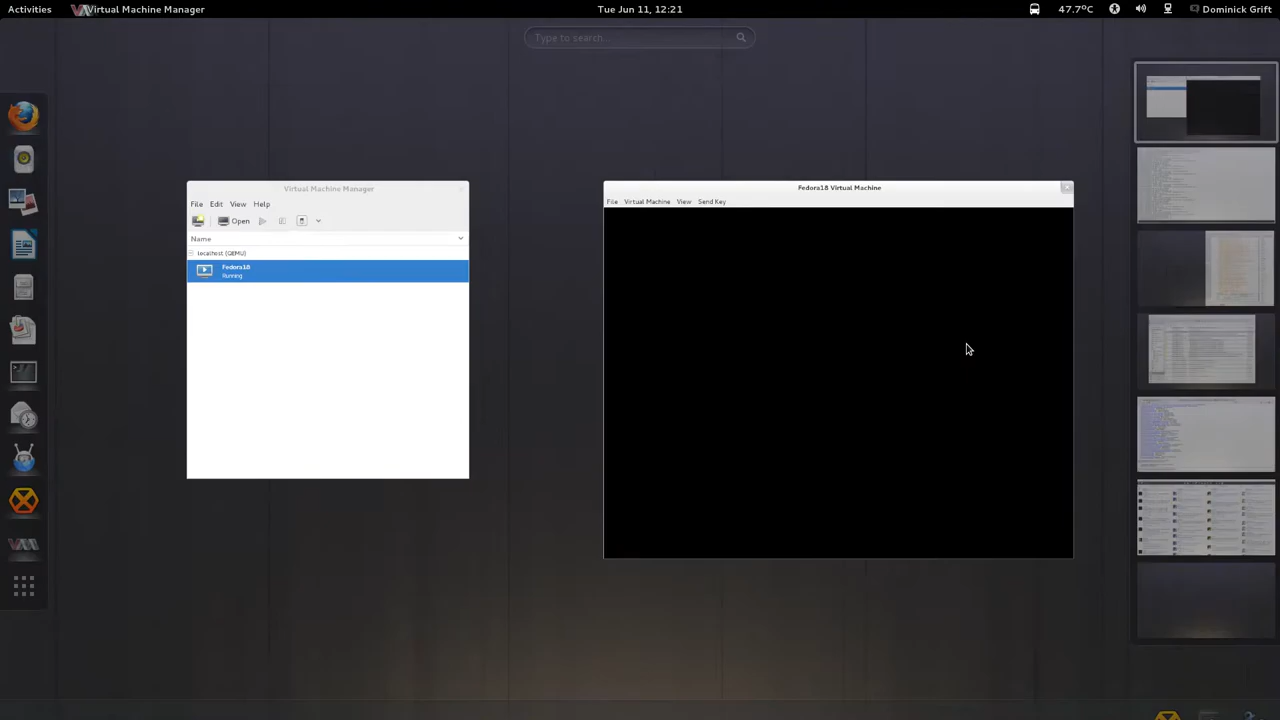 Activities Virtual Machine Manager Tue Jun 11, 12:21 47.7°C Dominick Grift
Type to search...
Virtual Machine Manager
File Edit View Help
Open
Name
localhost (QEMU)
Fedora18
Running
Fedora18 Virtual Machine
File Virtual Machine View Send Key